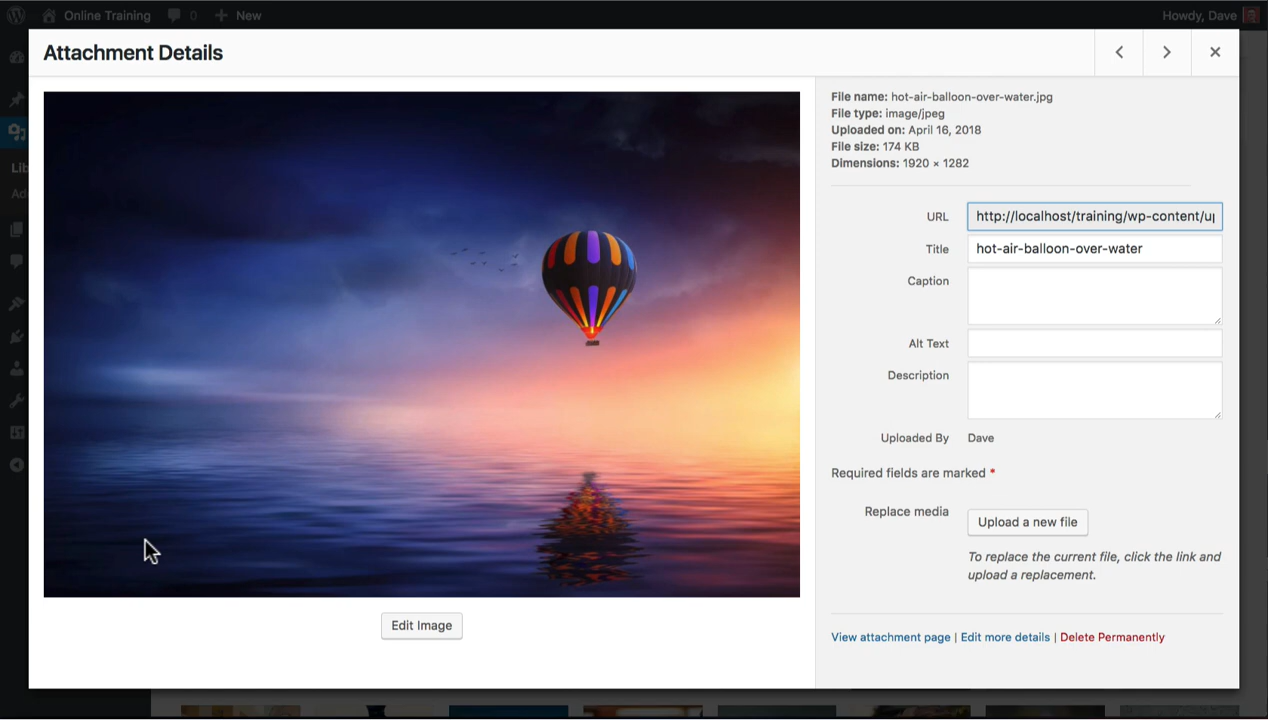 Online Training 0 New Howdy, Dave
Attachment Details
File name: hot-air-balloon-over-water.jpg
File type: image/jpeg
Uploaded on: April 16, 2018
File size: 174 KB
Dimensions: 1920 × 1282
URL http://localhost/training/wp-content/u
Title hot-air-balloon-over-water
Lib
Ad
Caption
Alt Text
Description
Uploaded By Dave
Required fields are marked *
Replace media Upload a new file
To replace the current file, click the link and
upload a replacement.
Edit Image
View attachment page | Edit more details | Delete Permanently